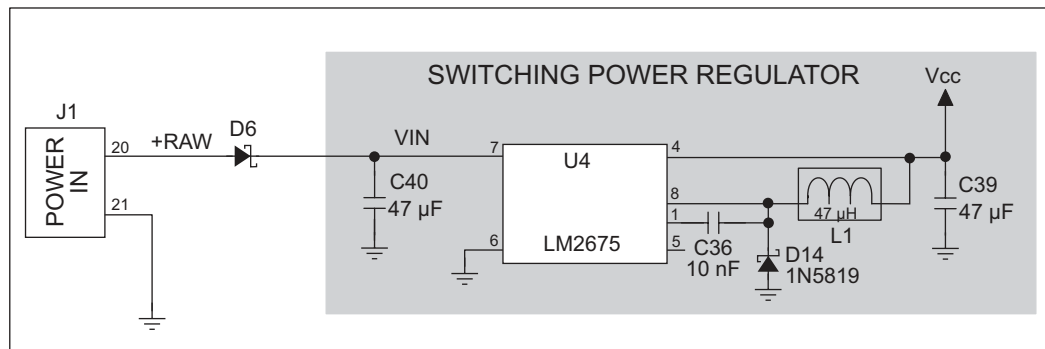 SWITCHING POWER REGULATOR
Vcc
J1
POWER
IN
20
21
+RAW
D6
VIN
C40
47 µF
7
6
U4
LM2675
4
8
1
5
C36
10 nF
47 µH
L1
D14
1N5819
C39
47 µF